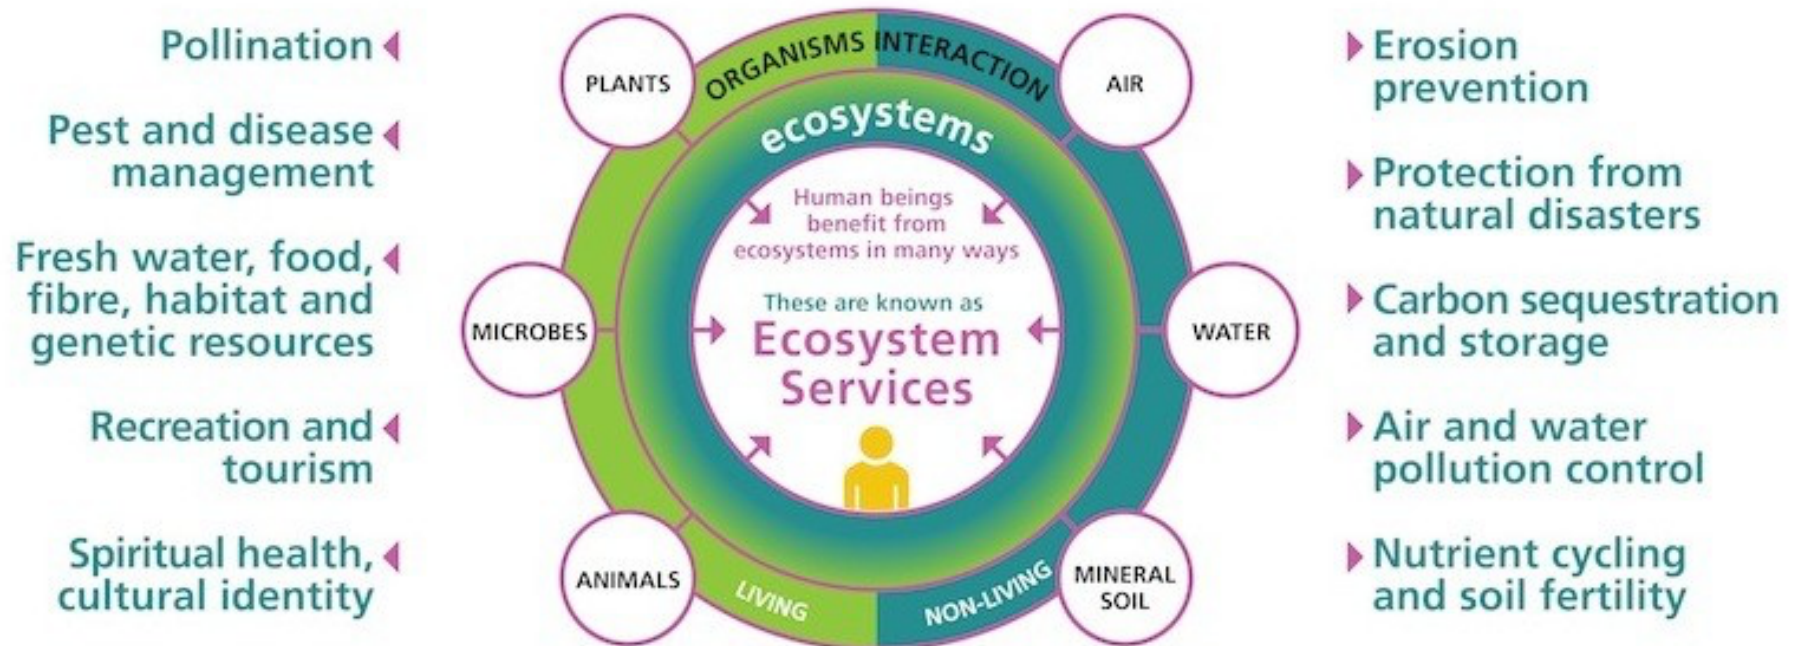 Pollination
Pest and disease
management
Fresh water, food,
fibre, habitat and
genetic resources
Recreation and
tourism
Spiritual health,
cultural identity
PLANTS
ORGANISMS
INTERACTION
AIR
ecosystems
Human beings
benefit from
ecosystems in many ways
These are known as
Ecosystem
Services
MICROBES
WATER
ANIMALS
LIVING
NON-LIVING
MINERAL
SOIL
Erosion
prevention
Protection from
natural disasters
Carbon sequestration
and storage
Air and water
pollution control
Nutrient cycling
and soil fertility